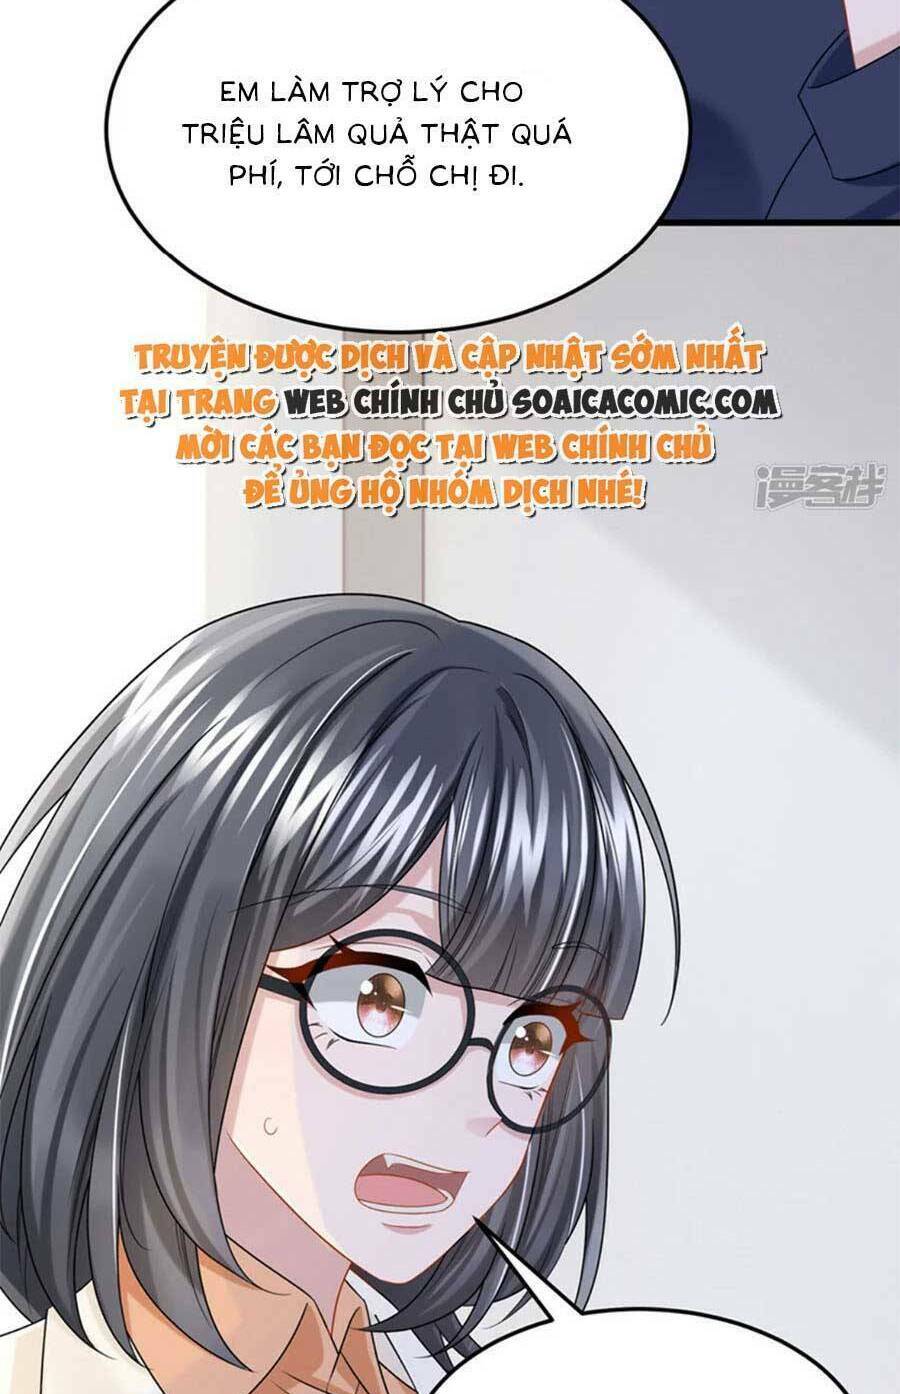 EM LÀM TRỢ LÝ CHO
TRIỆU LÂM QUẢ THẬT QUÁ
PHÍ, TỚI CHỖ CHỊ ĐI.
TRUYỆN ĐƯỢC DỊCH VÀ CẬP NHẬT SỚM NHẤT
TẠI TRANG WEB CHÍNH CHỦ SOAICACOMIC.COM
MỜI CÁC BẠN ĐỌC TẠI WEB CHÍNH CHỦ
ĐỂ ỦNG HỘ NHÓM DỊCH NHÉ!
漫客栈